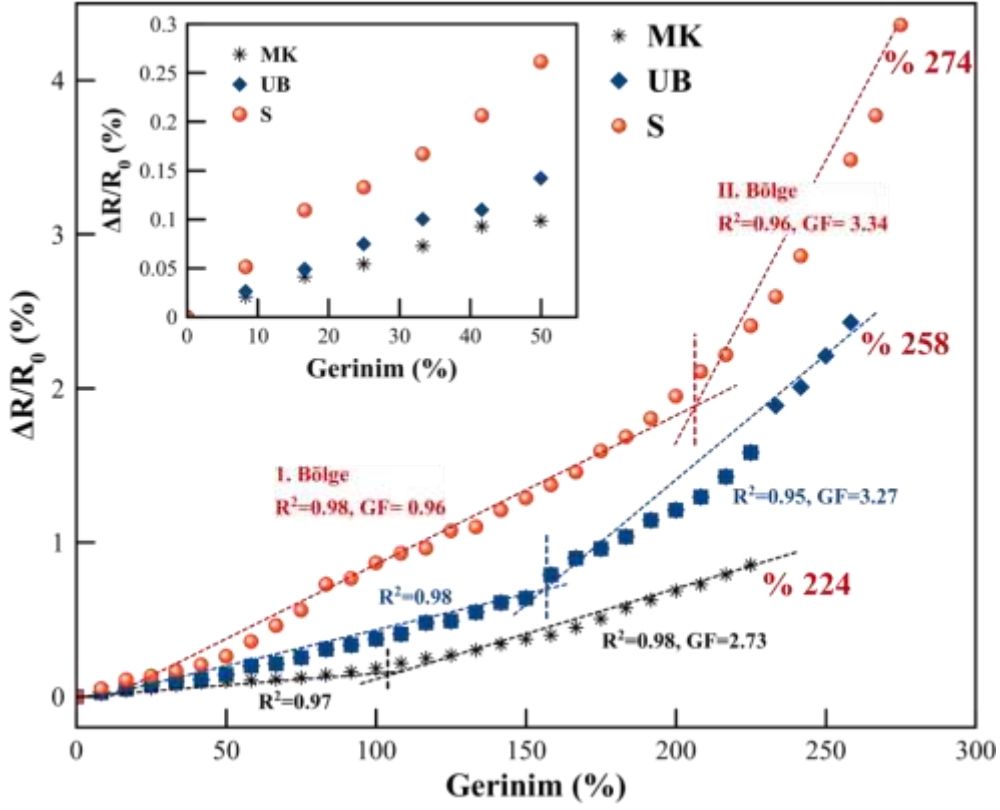 0.3
0.25
0.2
0.15
0.1
0.05
0
ΔR/R₀ (%)
MK
UB
S
0 10 20 30 40 50
Gerinim (%)
MK
UB
S
% 274
II. Bölge
R²=0.96, GF= 3.34
% 258
I. Bölge
R²=0.98, GF= 0.96
R²=0.95, GF=3.27
R²=0.98
% 224
R²=0.98, GF=2.73
R²=0.97
4
3
2
1
0
ΔR/R₀ (%)
0 50 100 150 200 250 300
Gerinim (%)